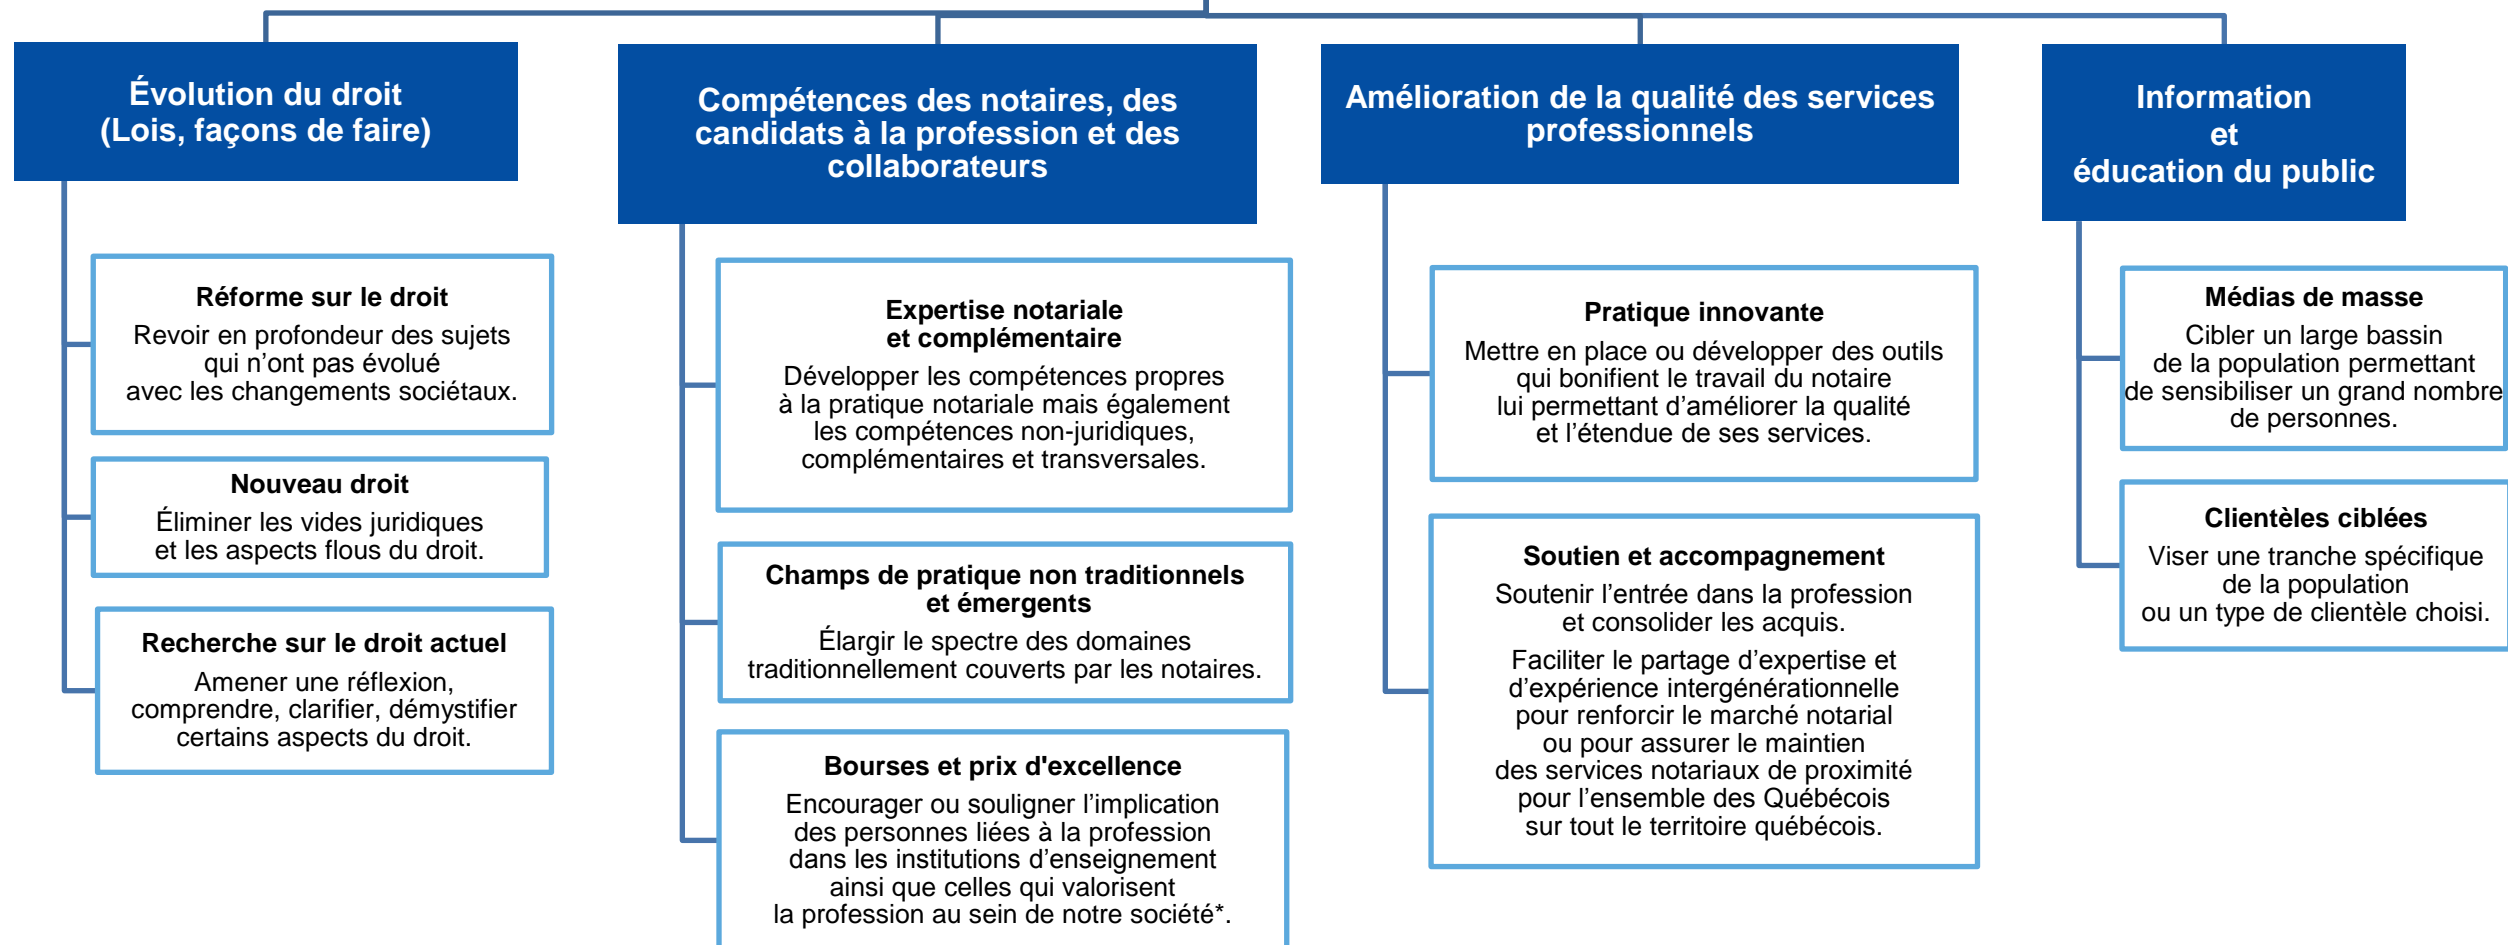 Évolution du droit
(Lois, façons de faire)
Réforme sur le droit
Revoir en profondeur des sujets
qui n’ont pas évolué
avec les changements sociétaux.
Nouveau droit
Éliminer les vides juridiques
et les aspects flous du droit.
Recherche sur le droit actuel
Amener une réflexion,
comprendre, clarifier, démystifier
certains aspects du droit.
Compétences des notaires, des
candidats à la profession et des
collaborateurs
Expertise notariale
et complémentaire
Développer les compétences propres
à la pratique notariale mais également
les compétences non-juridiques,
complémentaires et transversales.
Champs de pratique non traditionnels
et émergents
Élargir le spectre des domaines
traditionnellement couverts par les notaires.
Bourses et prix d'excellence
Encourager ou souligner l’implication
des personnes liées à la profession
dans les institutions d’enseignement
ainsi que celles qui valorisent
la profession au sein de notre société*.
Amélioration de la qualité des services
professionnels
Pratique innovante
Mettre en place ou développer des outils
qui bonifient le travail du notaire
lui permettant d’améliorer la qualité
et l’étendue de ses services.
Soutien et accompagnement
Soutenir l’entrée dans la profession
et consolider les acquis.
Faciliter le partage d’expertise et
d’expérience intergénérationnelle
pour renforcir le marché notarial
ou pour assurer le maintien
des services notariaux de proximité
pour l’ensemble des Québécois
sur tout le territoire québécois.
Information
et
éducation du public
Médias de masse
Cibler un large bassin
de la population permettant
de sensibiliser un grand nombre
de personnes.
Clientèles ciblées
Viser une tranche spécifique
de la population
ou un type de clientèle choisi.